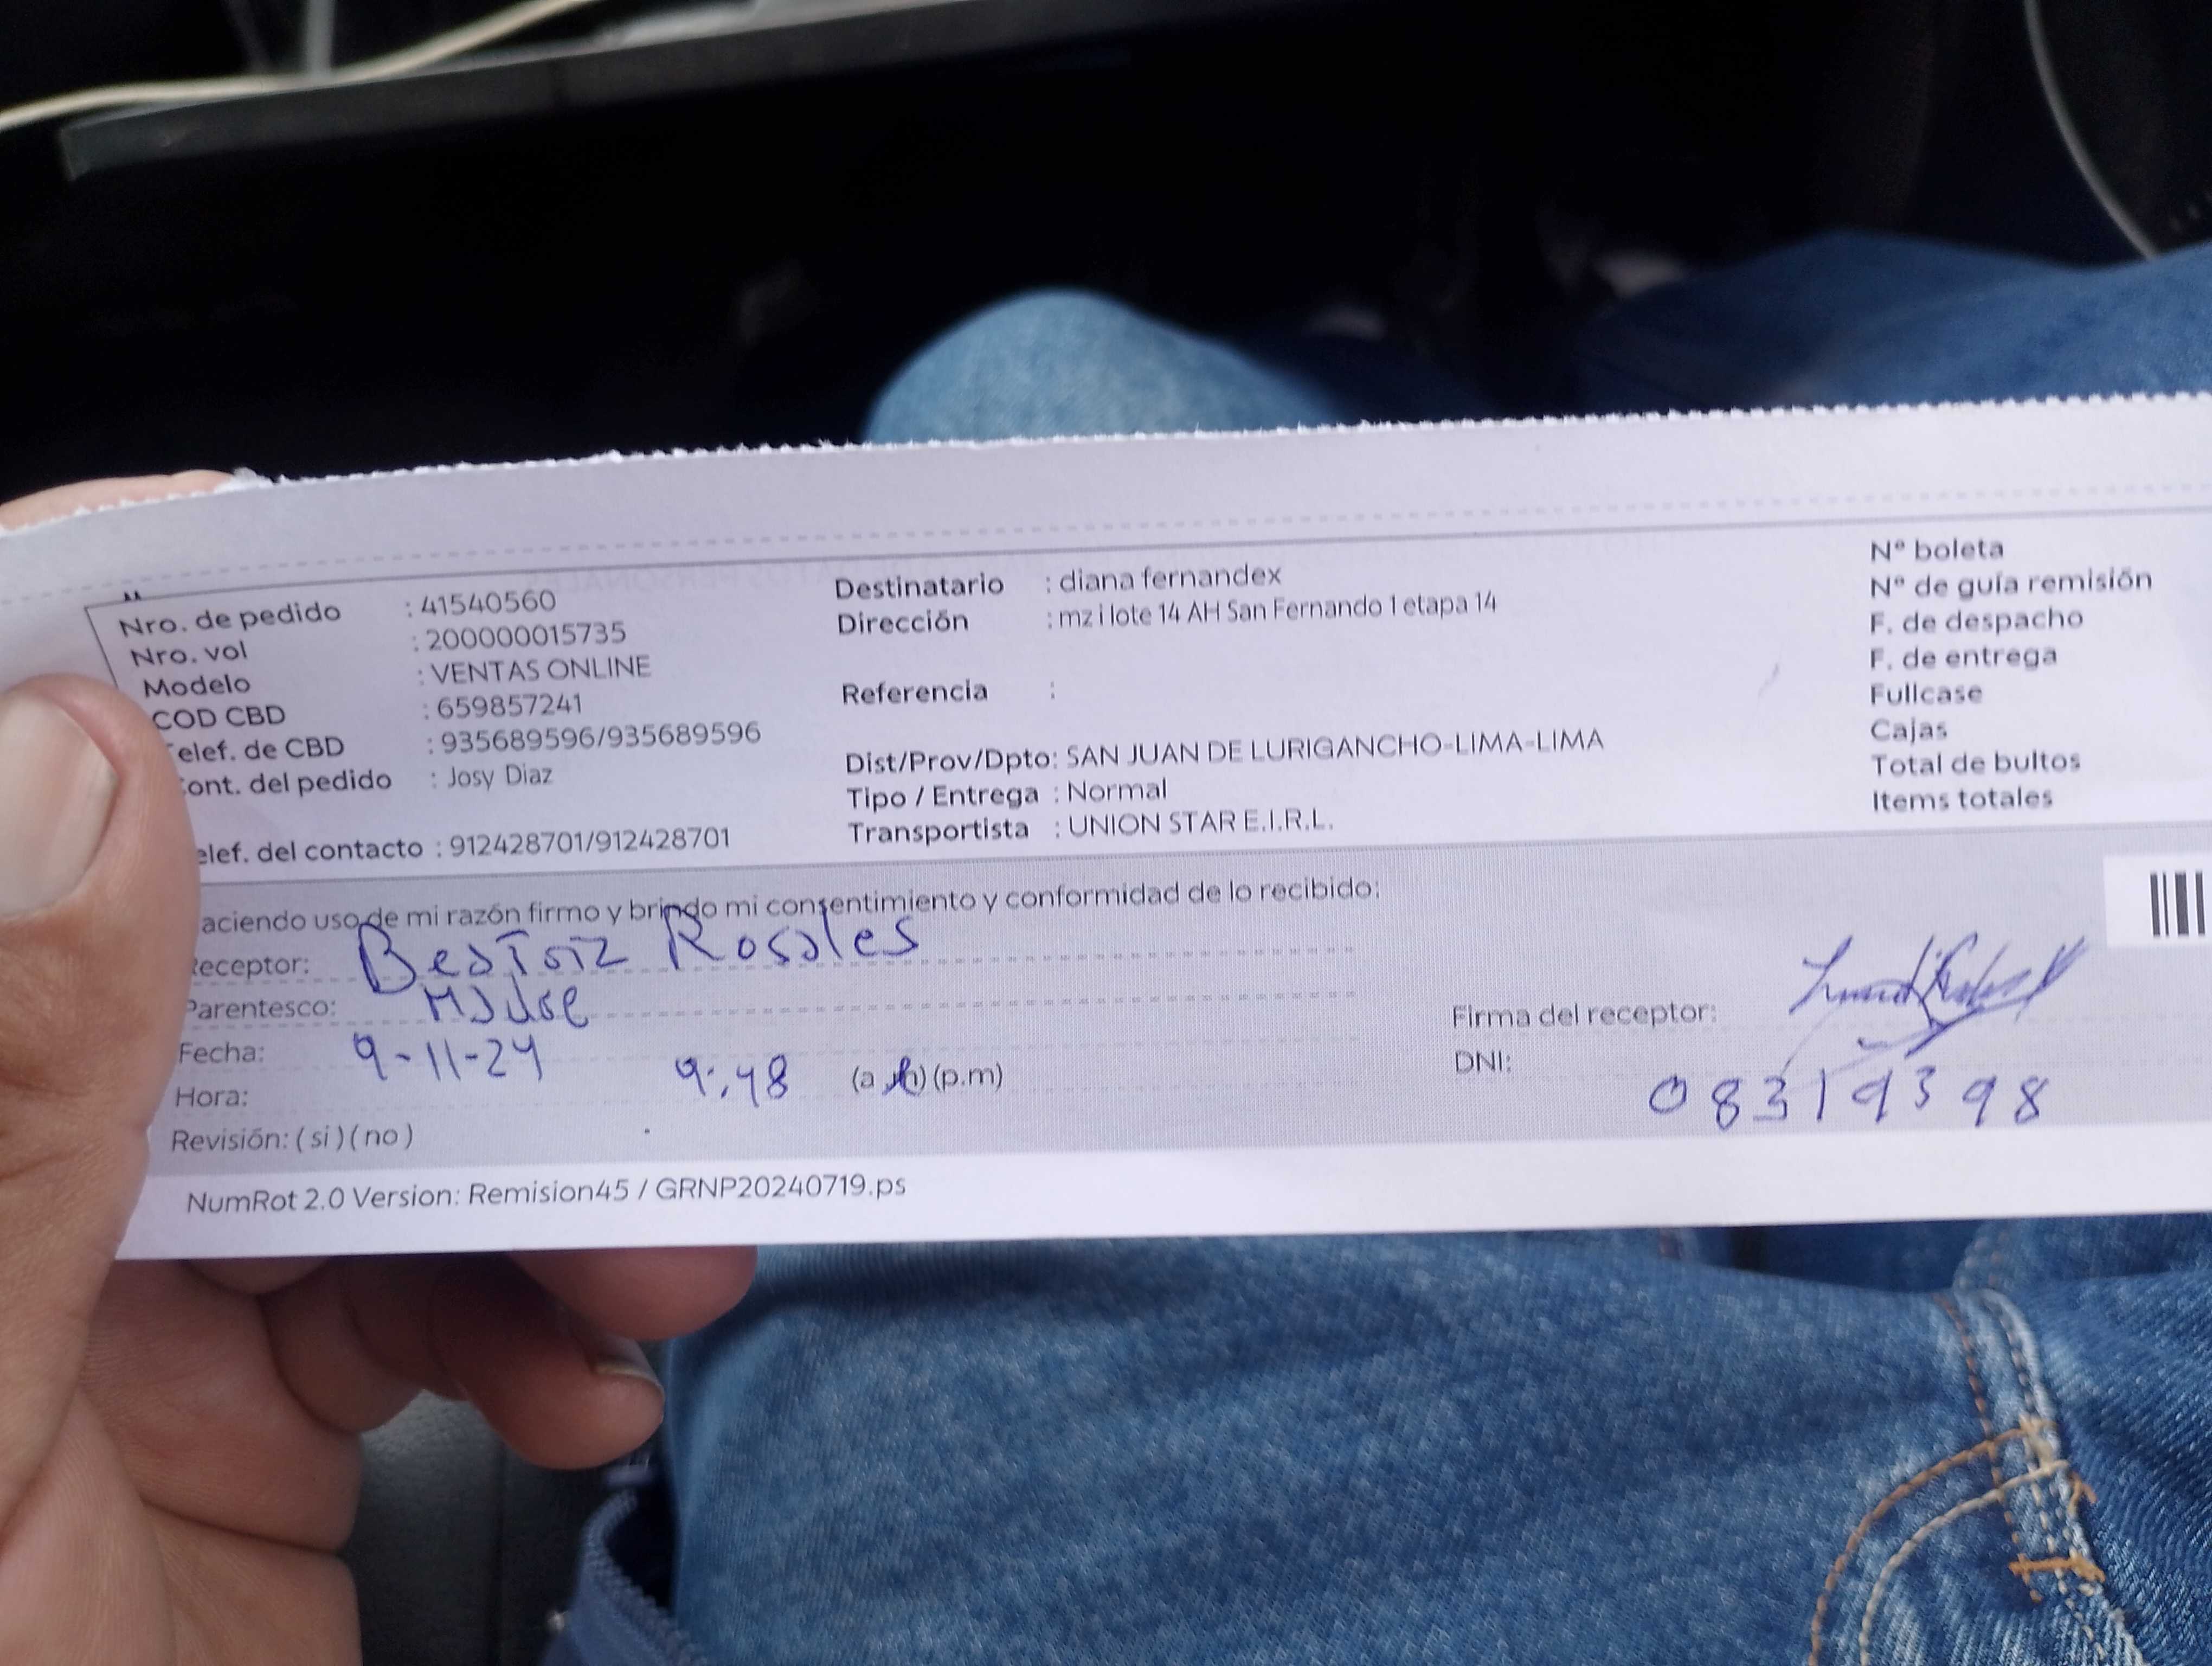 Nro. de pedido : 41540560
Nro. vol : 200000015735
Modelo : VENTAS ONLINE
COD CBD : 659857241
elef. de CBD : 935689596/935689596
ont. del pedido : Josy Diaz
elef. del contacto : 912428701/912428701
Destinatario : diana fernandex
Dirección : mz i lote 14 AH San Fernando 1 etapa 14
Referencia :
Dist/Prov/Dpto: SAN JUAN DE LURIGANCHO-LIMA-LIMA
Tipo / Entrega : Normal
Transportista : UNION STAR E.I.R.L.
N° boleta
N° de guía remisión
F. de despacho
F. de entrega
Fullcase
Cajas
Total de bultos
Items totales
aciendo uso de mi razón firmo y brindo mi consentimiento y conformidad de lo recibido:
Receptor: Beatriz Rosales
Parentesco: Madre
Fecha: 9-11-24
Hora: 9:48 (a.m) (p.m)
Revisión: (si) (no)
Firma del receptor:
DNI: 08319398
NumRot 2.0 Version: Remision45 / GRNP20240719.ps